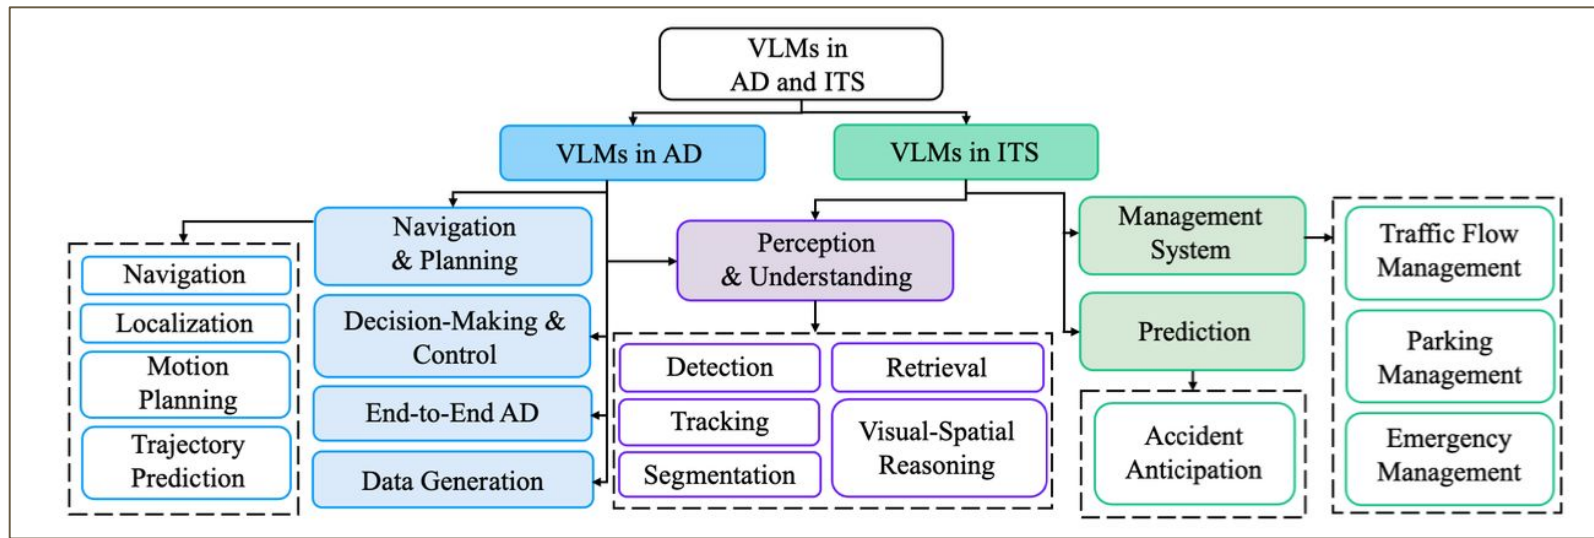 VLMs in
AD and ITS
VLMs in AD
VLMs in ITS
Navigation
& Planning
Navigation
Localization
Motion
Planning
Trajectory
Prediction
Decision-Making &
Control
End-to-End AD
Data Generation
Perception
& Understanding
Detection
Tracking
Segmentation
Retrieval
Visual-Spatial
Reasoning
Management
System
Prediction
Accident
Anticipation
Traffic Flow
Management
Parking
Management
Emergency
Management